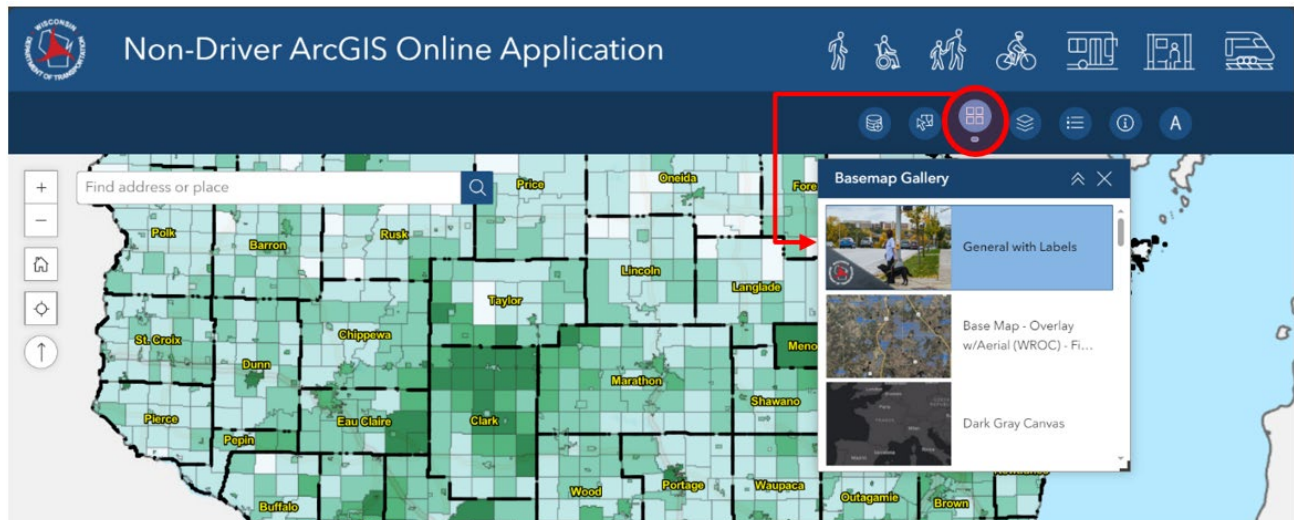 WISCONSIN
DEPARTMENT OF TRANSPORTATION
Non-Driver ArcGIS Online Application
A
+
Find address or place
−
Basemap Gallery
General with Labels
Base Map - Overlay
w/Aerial (WROC) - Fi...
Dark Gray Canvas
Price
Oneida
Fore
Polk
Barron
Rusk
Lincoln
Langlade
Taylor
St. Croix
Chippewa
Dunn
Meno
Marathon
Shawano
Pierce
Eau Claire
Clark
Pepin
Wood
Portage
Waupaca
Outagamie
Brown
Buffalo